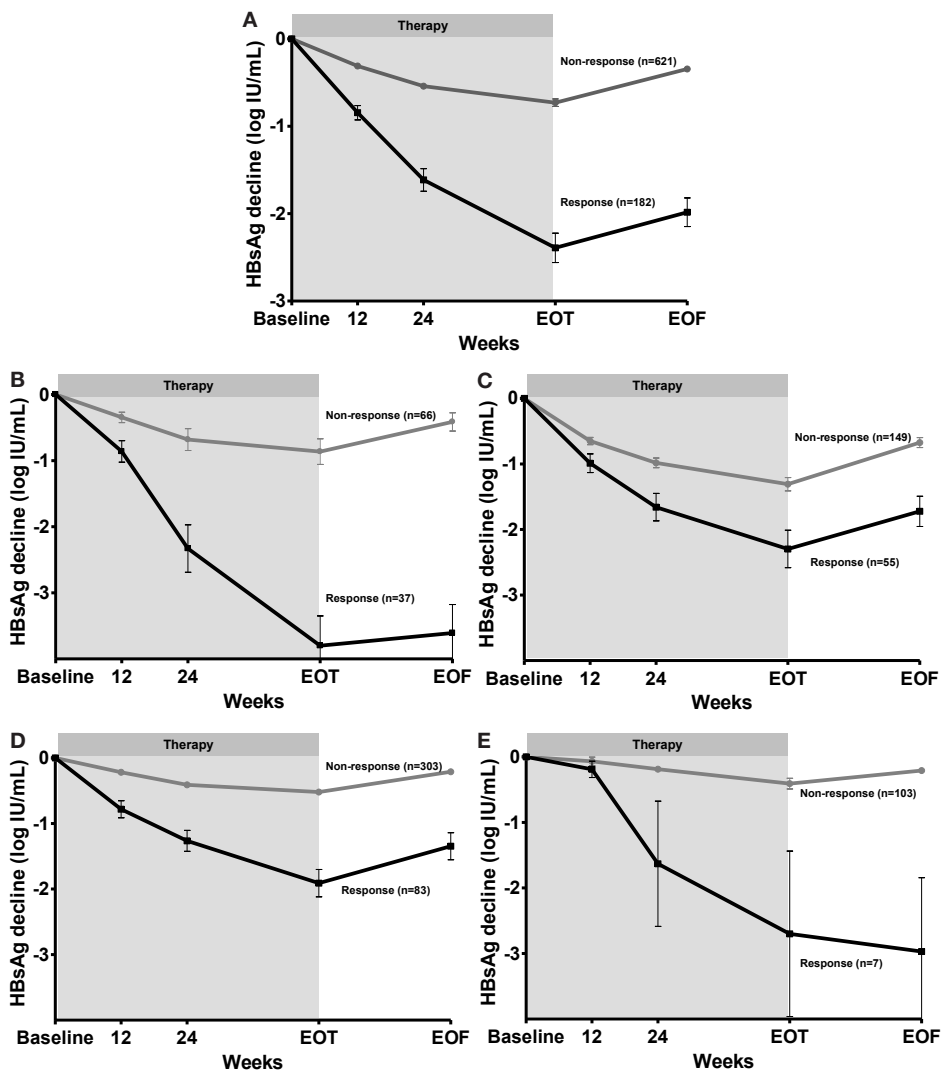 A
Therapy
0
-1
-2
-3
HBsAg decline (log IU/mL)
Non-response (n=621)
Response (n=182)
Baseline 12 24 EOT EOF
Weeks
B
Therapy
0
-1
-2
-3
HBsAg decline (log IU/mL)
Non-response (n=66)
Response (n=37)
Baseline 12 24 EOT EOF
Weeks
C
Therapy
0
-1
-2
-3
HBsAg decline (log IU/mL)
Non-response (n=149)
Response (n=55)
Baseline 12 24 EOT EOF
Weeks
D
Therapy
0
-1
-2
-3
HBsAg decline (log IU/mL)
Non-response (n=303)
Response (n=83)
Baseline 12 24 EOT EOF
Weeks
E
Therapy
0
-1
-2
-3
HBsAg decline (log IU/mL)
Non-response (n=103)
Response (n=7)
Baseline 12 24 EOT EOF
Weeks